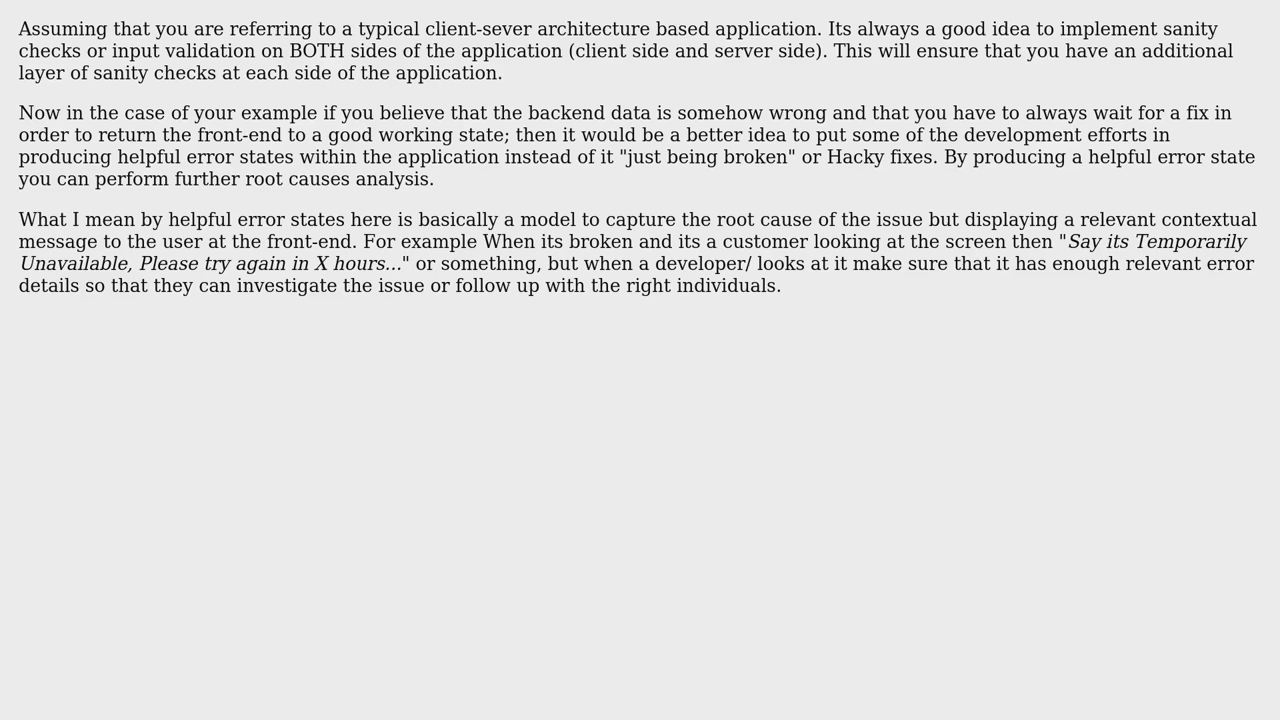 Assuming that you are referring to a typical client-sever architecture based application. Its always a good idea to implement sanity
checks or input validation on BOTH sides of the application (client side and server side). This will ensure that you have an additional
layer of sanity checks at each side of the application.
Now in the case of your example if you believe that the backend data is somehow wrong and that you have to always wait for a fix in
order to return the front-end to a good working state; then it would be a better idea to put some of the development efforts in
producing helpful error states within the application instead of it "just being broken" or Hacky fixes. By producing a helpful error state
you can perform further root causes analysis.
What I mean by helpful error states here is basically a model to capture the root cause of the issue but displaying a relevant contextual
message to the user at the front-end. For example When its broken and its a customer looking at the screen then "Say its Temporarily
Unavailable, Please try again in X hours..." or something, but when a developer/ looks at it make sure that it has enough relevant error
details so that they can investigate the issue or follow up with the right individuals.